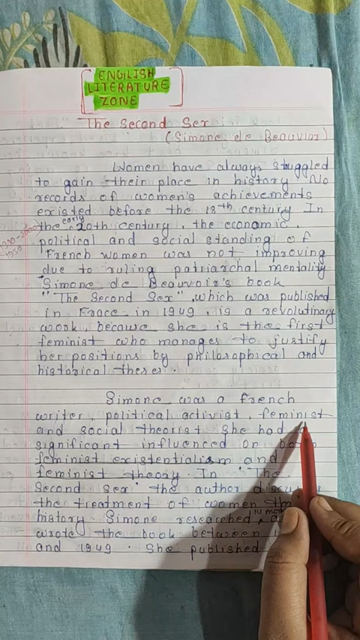 ENGLISH
LITERATURE
ZONE
The Second Sex
(Simone de Beauvior)
Women have always struggled
to gain their place in history No
records of women's achievements
existed before the 18th century In
the early 20th century, the economic,
political and social standing of
French women was not improving
due to ruling patriarchal mentality
Simone de Beauvoir's book
"The Second Sex", which was published
in France in 1949, is a revolutionary
work, because she is the first
feminist who manages to justify
her positions by philosophical and
historical theses.
Simone was a French
writer, political activist, feminist
and social theorist She had a
significant influenced on both
feminist existentialism and
feminist theory In "The
Second Sex" the author
the treatment of women
history Simone researched,
wrote the book between
and 1949. She published